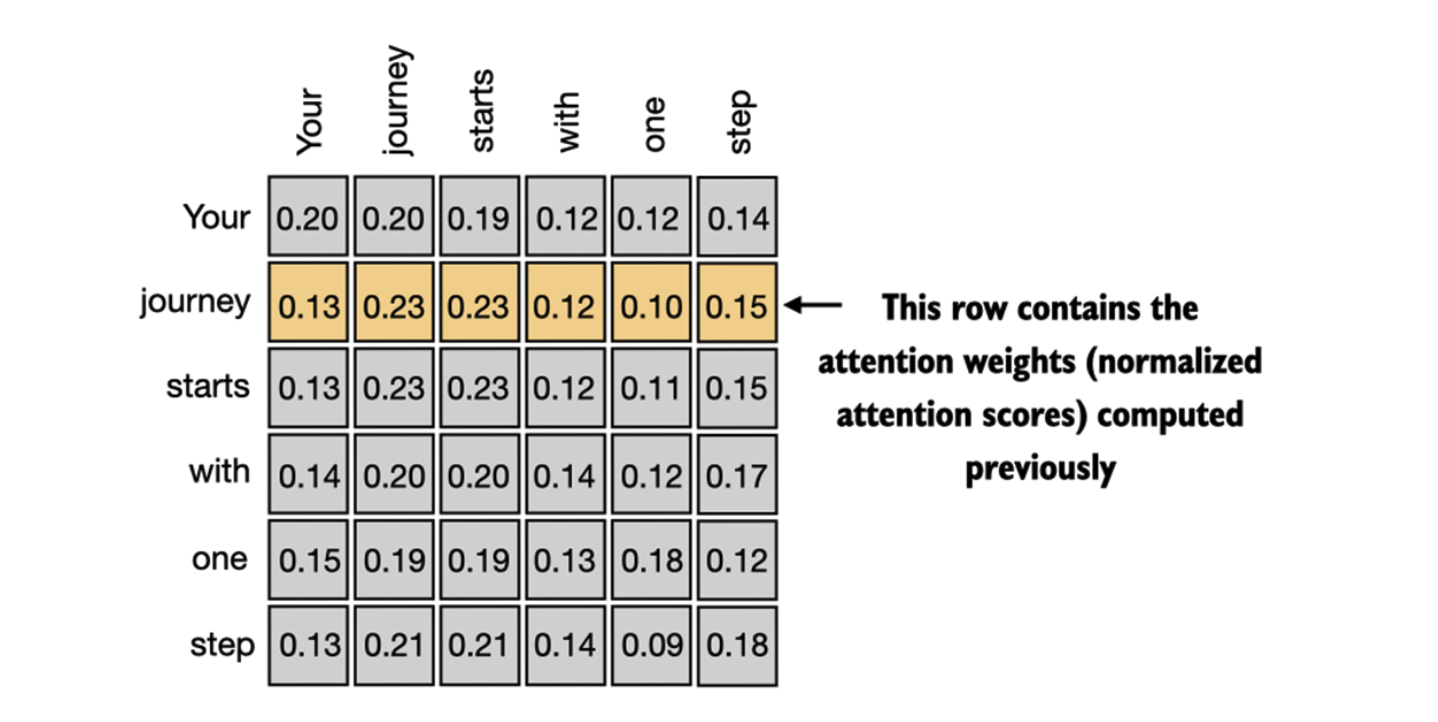 Your journey starts with one step
Your 0.20 0.20 0.19 0.12 0.12 0.14
journey 0.13 0.23 0.23 0.12 0.10 0.15
starts 0.13 0.23 0.23 0.12 0.11 0.15
with 0.14 0.20 0.20 0.14 0.12 0.17
one 0.15 0.19 0.19 0.13 0.18 0.12
step 0.13 0.21 0.21 0.14 0.09 0.18
This row contains the
attention weights (normalized
attention scores) computed
previously